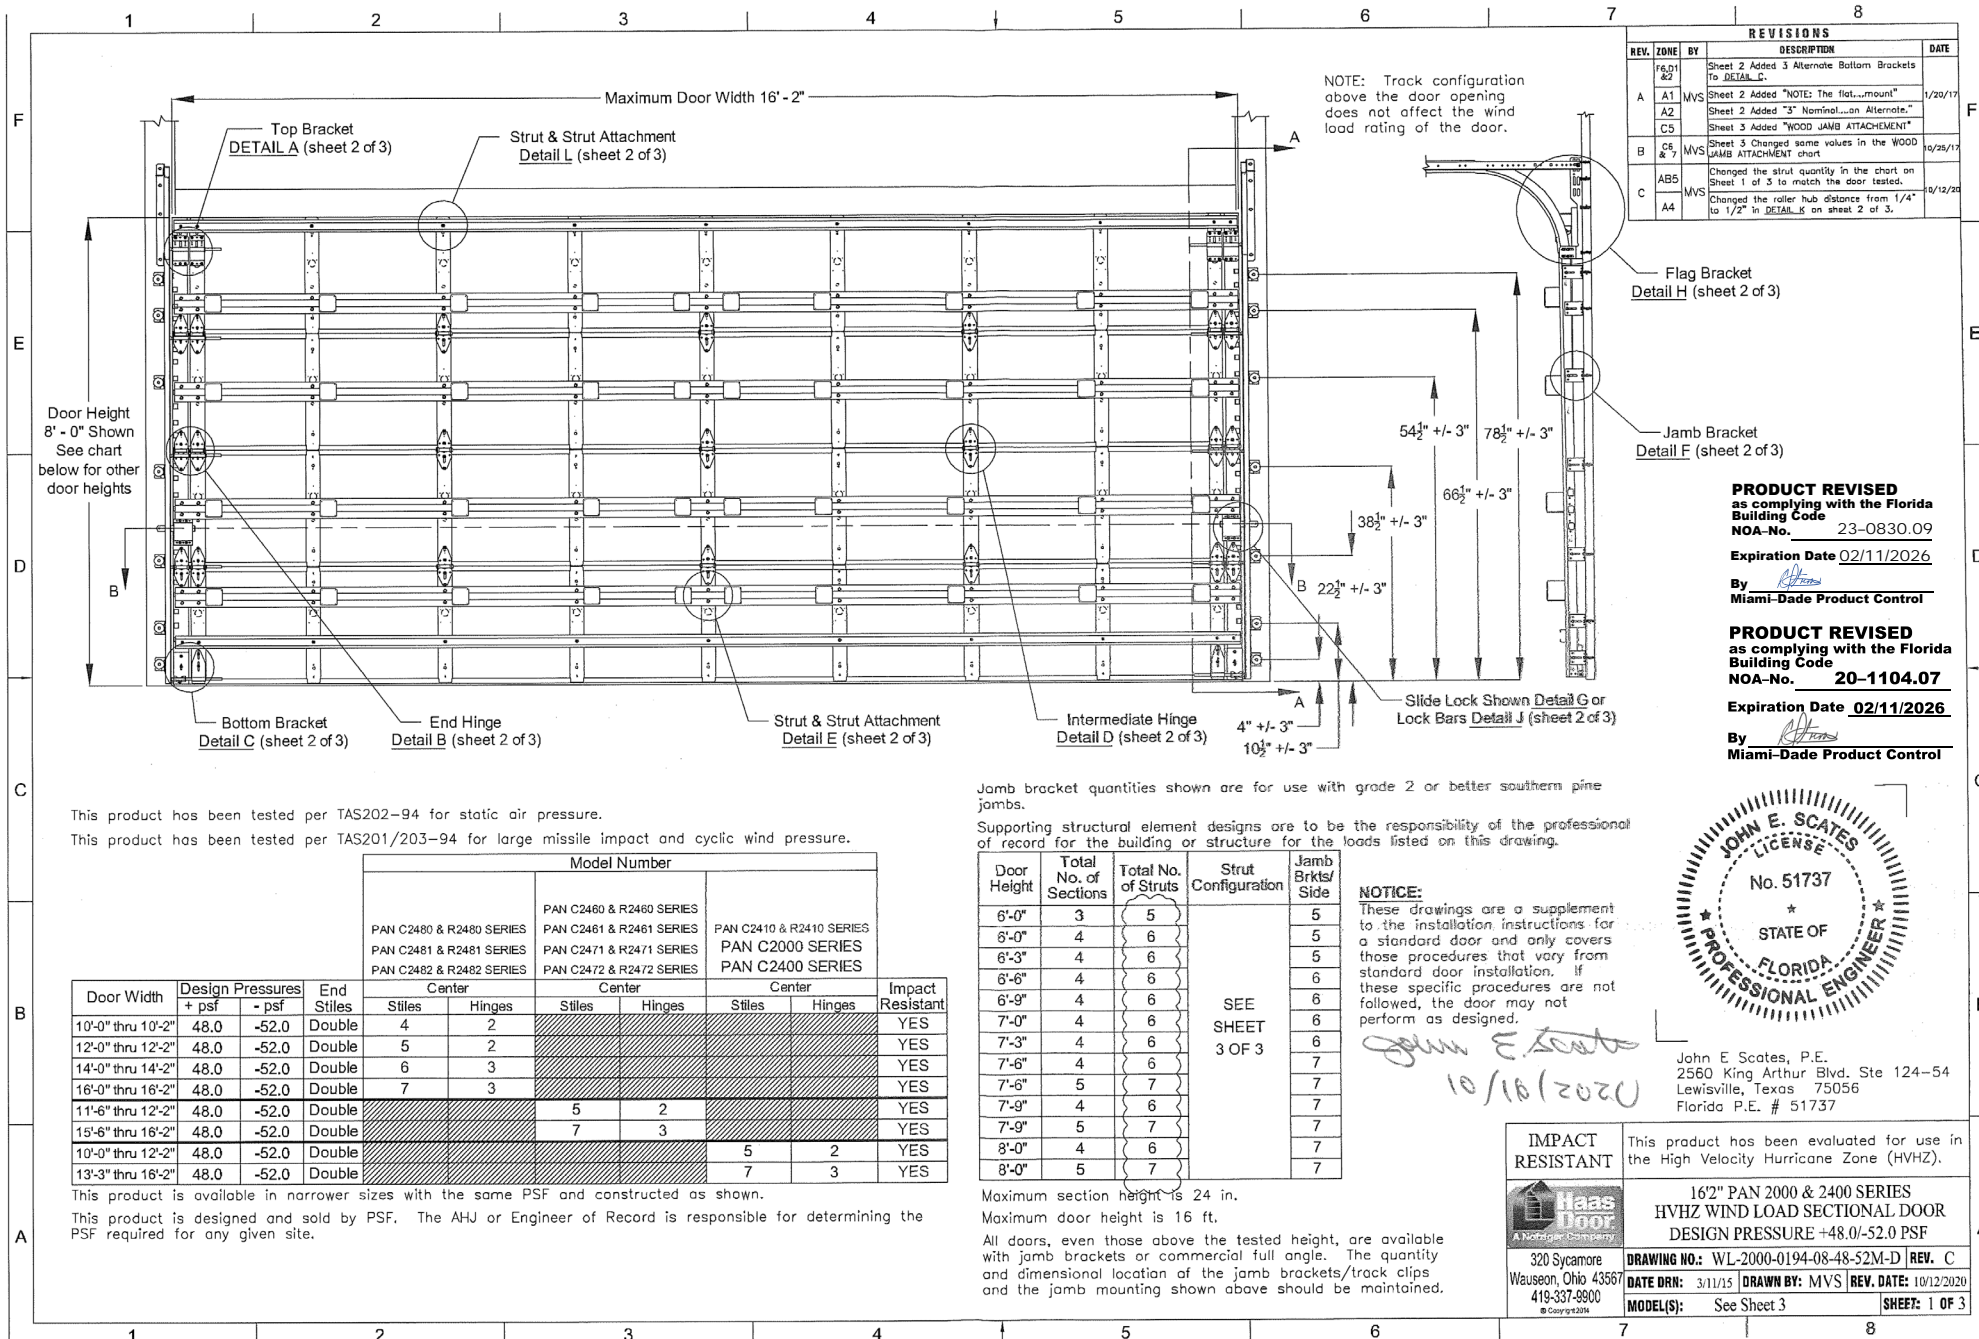 1 2 3 4 5 6 7 8
F E D C B A
REVISIONS
REV. ZONE BY DESCRIPTION DATE
A F6,D1 &2 MVS Sheet 2 Added 3 Alternate Bottom Brackets To DETAIL C. 1/20/17
A1 Sheet 2 Added "NOTE: The flat....mount"
A2 Sheet 2 Added "3" Nominal....an Alternate."
C5 Sheet 3 Added "WOOD JAMB ATTACHEMENT"
B C6 & 7 MVS Sheet 3 Changed some values in the WOOD JAMB ATTACHMENT chart 10/25/17
C AB5 MVS Changed the strut quantity in the chart on Sheet 1 of 3 to match the door tested. 10/12/20
A4 Changed the roller hub distance from 1/4" to 1/2" in DETAIL K on sheet 2 of 3.
NOTE: Track configuration
above the door opening
does not affect the wind
load rating of the door.
Maximum Door Width 16' - 2"
Top Bracket
DETAIL A (sheet 2 of 3)
Strut & Strut Attachment
Detail L (sheet 2 of 3)
A
Flag Bracket
Detail H (sheet 2 of 3)
Door Height
8' - 0" Shown
See chart
below for other
door heights
54½" +/- 3"
78½" +/- 3"
66½" +/- 3"
38½" +/- 3"
22½" +/- 3"
Jamb Bracket
Detail F (sheet 2 of 3)
B
B
A
4" +/- 3"
10½" +/- 3"
Bottom Bracket
Detail C (sheet 2 of 3)
End Hinge
Detail B (sheet 2 of 3)
Strut & Strut Attachment
Detail E (sheet 2 of 3)
Intermediate Hinge
Detail D (sheet 2 of 3)
Slide Lock Shown Detail G or
Lock Bars Detail J (sheet 2 of 3)
PRODUCT REVISED
as complying with the Florida
Building Code
NOA-No. 23-0830.09
Expiration Date 02/11/2026
By
Miami-Dade Product Control
PRODUCT REVISED
as complying with the Florida
Building Code
NOA-No. 20-1104.07
Expiration Date 02/11/2026
By
Miami-Dade Product Control
This product has been tested per TAS202-94 for static air pressure.
This product has been tested per TAS201/203-94 for large missile impact and cyclic wind pressure.
Model Number
PAN C2480 & R2480 SERIES
PAN C2481 & R2481 SERIES
PAN C2482 & R2482 SERIES
PAN C2460 & R2460 SERIES
PAN C2461 & R2461 SERIES
PAN C2471 & R2471 SERIES
PAN C2472 & R2472 SERIES
PAN C2410 & R2410 SERIES
PAN C2000 SERIES
PAN C2400 SERIES
Door Width Design Pressures End Stiles Center Center Center Impact Resistant
+ psf - psf Stiles Hinges Stiles Hinges Stiles Hinges
10'-0" thru 10'-2" 48.0 -52.0 Double 4 2 YES
12'-0" thru 12'-2" 48.0 -52.0 Double 5 2 YES
14'-0" thru 14'-2" 48.0 -52.0 Double 6 3 YES
16'-0" thru 16'-2" 48.0 -52.0 Double 7 3 YES
11'-6" thru 12'-2" 48.0 -52.0 Double 5 2 YES
15'-6" thru 16'-2" 48.0 -52.0 Double 7 3 YES
10'-0" thru 12'-2" 48.0 -52.0 Double 5 2 YES
13'-3" thru 16'-2" 48.0 -52.0 Double 7 3 YES
This product is available in narrower sizes with the same PSF and constructed as shown.
This product is designed and sold by PSF. The AHJ or Engineer of Record is responsible for determining the
PSF required for any given site.
Jamb bracket quantities shown are for use with grade 2 or better southern pine
jambs.
Supporting structural element designs are to be the responsibility of the professional
of record for the building or structure for the loads listed on this drawing.
Door Height Total No. of Sections Total No. of Struts Strut Configuration Jamb Brkts/ Side
6'-0" 3 5 5
6'-0" 4 6 5
6'-3" 4 6 5
6'-6" 4 6 6
6'-9" 4 6 6
7'-0" 4 6 6
7'-3" 4 6 6
7'-6" 4 6 7
7'-6" 5 7 7
7'-9" 4 6 7
7'-9" 5 7 7
8'-0" 4 6 7
8'-0" 5 7 7
SEE
SHEET
3 OF 3
Maximum section height is 24 in.
Maximum door height is 16 ft.
All doors, even those above the tested height, are available
with jamb brackets or commercial full angle. The quantity
and dimensional location of the jamb brackets/track clips
and the jamb mounting shown above should be maintained.
NOTICE:
These drawings are a supplement
to the installation instructions for
a standard door and only covers
those procedures that vary from
standard door installation. If
these specific procedures are not
followed, the door may not
perform as designed.
John E. Scates
10/18/2020
JOHN E. SCATES
LICENSE
No. 51737
★
STATE OF
FLORIDA
PROFESSIONAL ENGINEER
John E Scates, P.E.
2560 King Arthur Blvd. Ste 124-54
Lewisville, Texas 75056
Florida P.E. # 51737
IMPACT
RESISTANT
This product has been evaluated for use in
the High Velocity Hurricane Zone (HVHZ).
Haas
Door
A Nofziger Company
16'2" PAN 2000 & 2400 SERIES
HVHZ WIND LOAD SECTIONAL DOOR
DESIGN PRESSURE +48.0/-52.0 PSF
320 Sycamore
Wauseon, Ohio 43567
419-337-9900
© Copyright 2014
DRAWING NO.: WL-2000-0194-08-48-52M-D REV. C
DATE DRN: 3/11/15 DRAWN BY: MVS REV. DATE: 10/12/2020
MODEL(S): See Sheet 3 SHEET: 1 OF 3
1 2 3 4 5 6 7 8